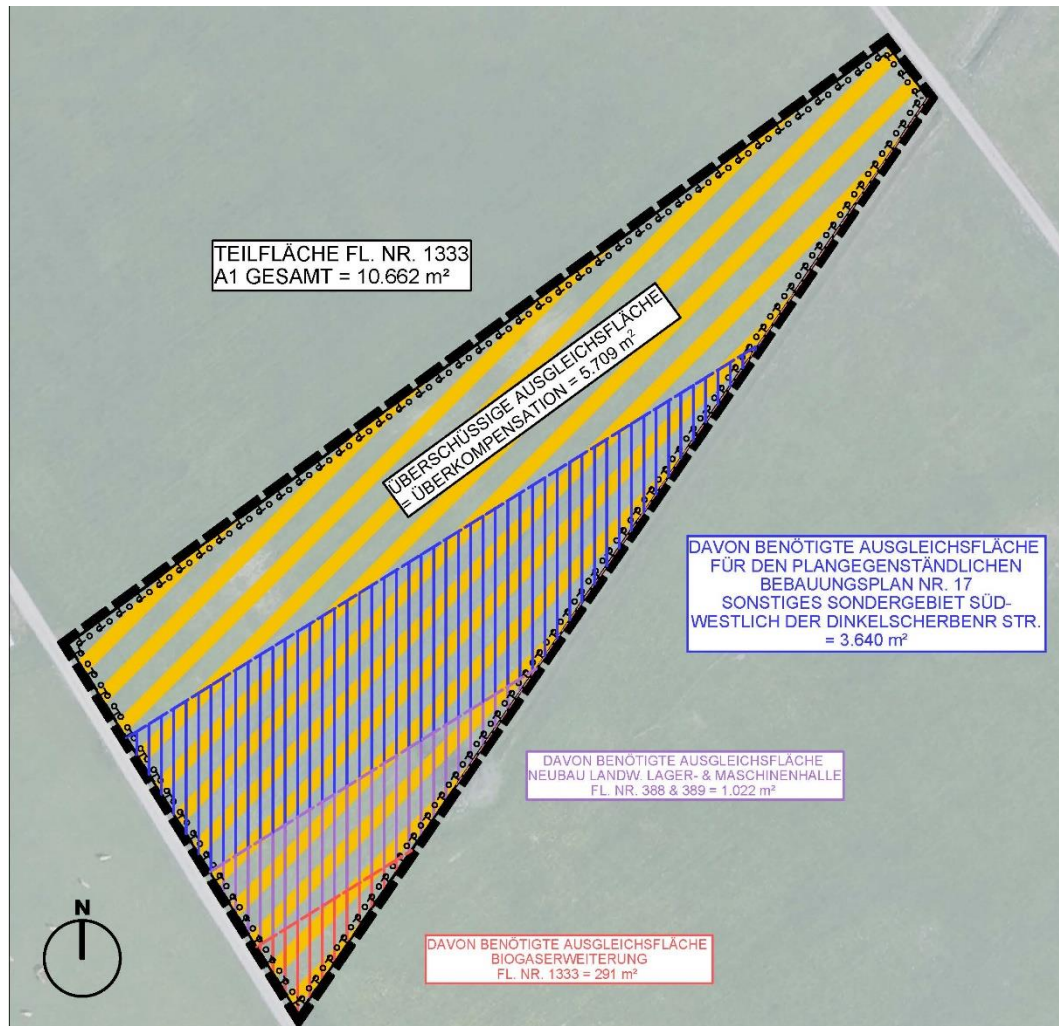 TEILFLÄCHE FL. NR. 1333
A1 GESAMT = 10.662 m²
ÜBERSCHÜSSIGE AUSGLEICHSFLÄCHE
= ÜBERKOMPENSATION = 5.709 m²
DAVON BENÖTIGTE AUSGLEICHSFLÄCHE
FÜR DEN PLANGEGENSTÄNDLICHEN
BEBAUUNGSPLAN NR. 17
SONSTIGES SONDERGEBIET SÜD-
WESTLICH DER DINKELSCHERBENR STR.
= 3.640 m²
DAVON BENÖTIGTE AUSGLEICHSFLÄCHE
NEUBAU LANDW. LAGER- & MASCHINENHALLE
FL. NR. 388 & 389 = 1.022 m²
DAVON BENÖTIGTE AUSGLEICHSFLÄCHE
BIOGASERWEITERUNG
FL. NR. 1333 = 291 m²
N